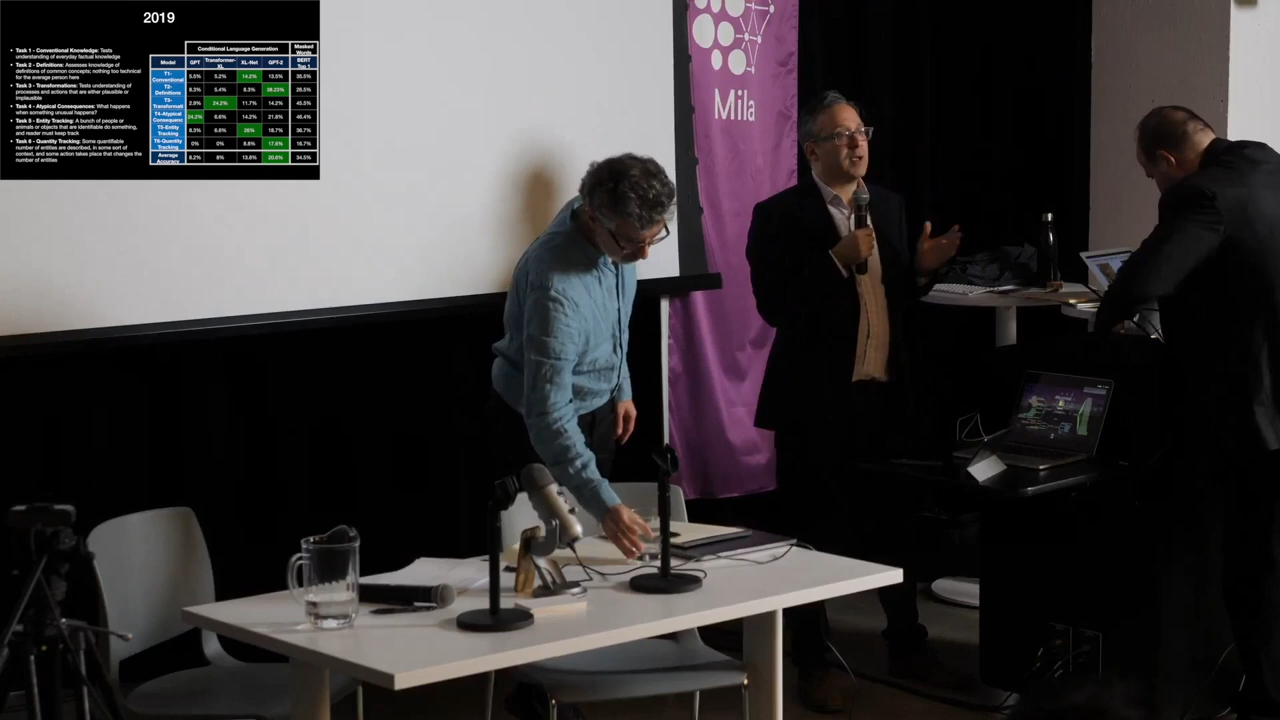 2019
• Task 1 - Conventional Knowledge: Tests
understanding of everyday factual knowledge
• Task 2 - Definitions: Assesses knowledge of
definitions of common concepts; nothing too technical
for the average person here
• Task 3 - Transformations: Tests understanding of
processes and actions that are either plausible or
implausible
• Task 4 - Atypical Consequences: What happens
when something unusual happens?
• Task 5 - Entity Tracking: A bunch of people or
animals or objects that are identifiable do something,
and reader must keep track
• Task 6 - Quantity Tracking: Some quantifiable
number of entities are described, in some sort of
context, and some action takes place that changes the
number of entities
Conditional Language Generation Masked Words
Model GPT Transformer-XL XL-Net GPT-2 BERT Top 1
T1-Conventional 5.5% 5.2% 14.2% 13.5% 35.5%
T2-Definitions 8.3% 5.4% 8.3% 38.23% 28.5%
T3-Transformati 2.9% 24.2% 11.7% 14.2% 45.5%
T4-Atypical Consequenc 24.2% 6.6% 14.2% 21.8% 46.4%
T5-Entity Tracking 8.3% 6.6% 26% 18.7% 36.7%
T6-Quantity Tracking 0% 0% 8.8% 17.6% 16.7%
Average Accuracy 8.2% 8% 13.8% 20.6% 34.5%
Mila